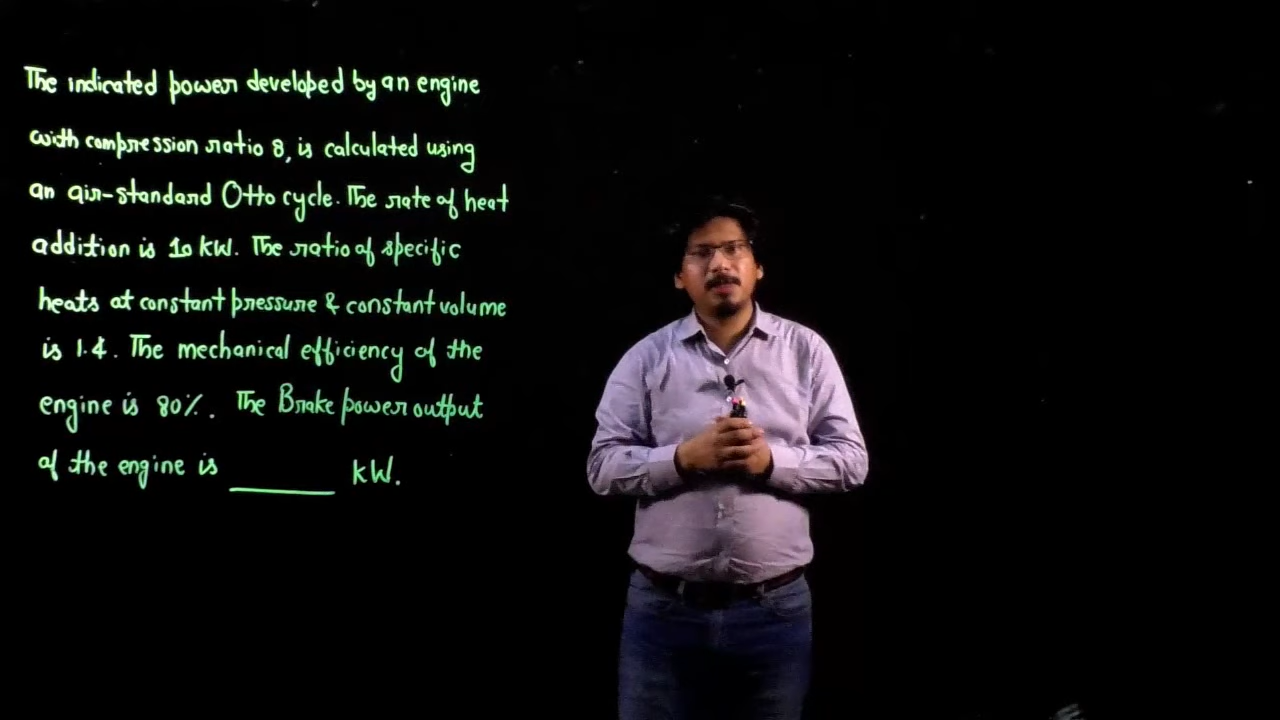 The indicated power developed by an engine
with compression ratio 8, is calculated using
an air-standard Otto cycle. The rate of heat
addition is 10 kW. The ratio of specific
heats at constant pressure & constant volume
is 1.4. The mechanical efficiency of the
engine is 80%. The Brake power output
of the engine is ______ kW.